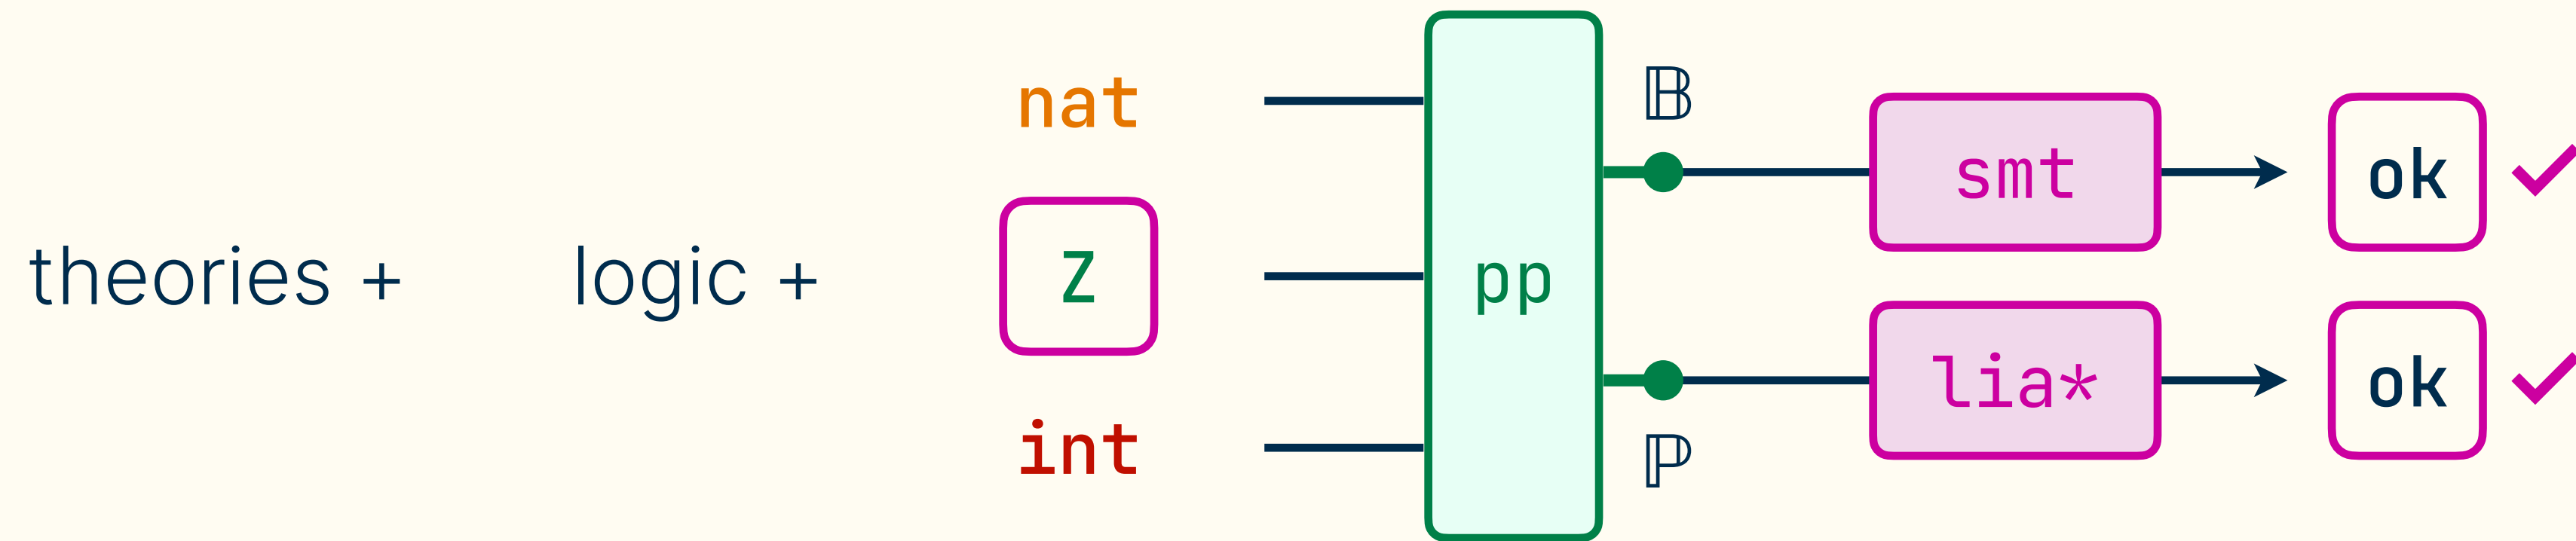 theories +
logic +
nat
Z
int
pp
𝔹
ℙ
smt
lia*
ok
ok